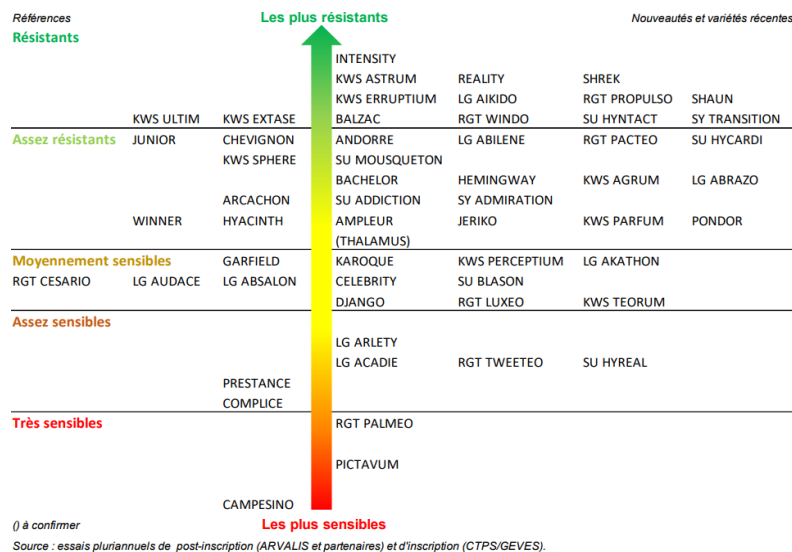 Références Les plus résistants Nouveautés et variétés récentes
Résistants
INTENSITY
KWS ASTRUM REALITY SHREK
KWS ERRUPTIUM LG AIKIDO RGT PROPULSO SHAUN
KWS ULTIM KWS EXTASE BALZAC RGT WINDO SU HYNTACT SY TRANSITION
Assez résistants JUNIOR CHEVIGNON ANDORRE LG ABILENE RGT PACTEO SU HYCARDI
KWS SPHERE SU MOUSQUETON
BACHELOR HEMINGWAY KWS AGRUM LG ABRAZO
ARCACHON SU ADDICTION SY ADMIRATION
WINNER HYACINTH AMPLEUR JERIKO KWS PARFUM PONDOR
(THALAMUS)
Moyennement sensibles GARFIELD KAROQUE KWS PERCEPTIUM LG AKATHON
RGT CESARIO LG AUDACE LG ABSALON CELEBRITY SU BLASON
DJANGO RGT LUXEO KWS TEORUM
Assez sensibles
LG ARLETY
LG ACADIE RGT TWEETEO SU HYREAL
PRESTANCE
COMPLICE
Très sensibles RGT PALMEO
PICTAVUM
CAMPESINO
() à confirmer Les plus sensibles
Source : essais pluriannuels de post-inscription (ARVALIS et partenaires) et d'inscription (CTPS/GEVES).